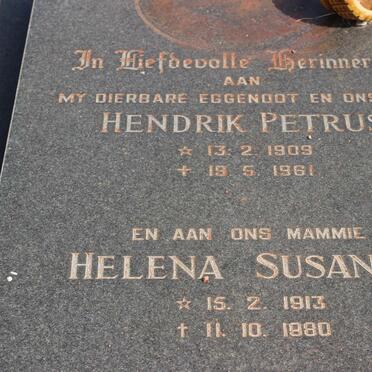 In Liefdevolle Herinner
AAN
MY DIERBARE EGGENOOT EN ONS
HENDRIK PETRUS
☆ 13. 2. 1909
✝ 19. 5. 1961
EN AAN ONS MAMMIE
HELENA SUSAN
☆ 15. 2. 1913
✝ 11. 10. 1980